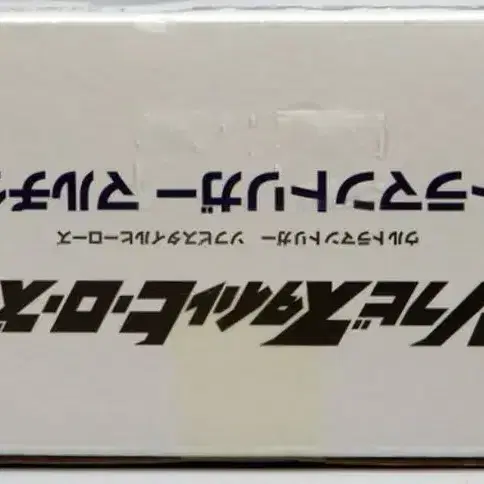 ソフビスタイルヒーローズ
ウルトラマントリガー ソフビスタイルヒーローズ
トラマントリガー マルチ